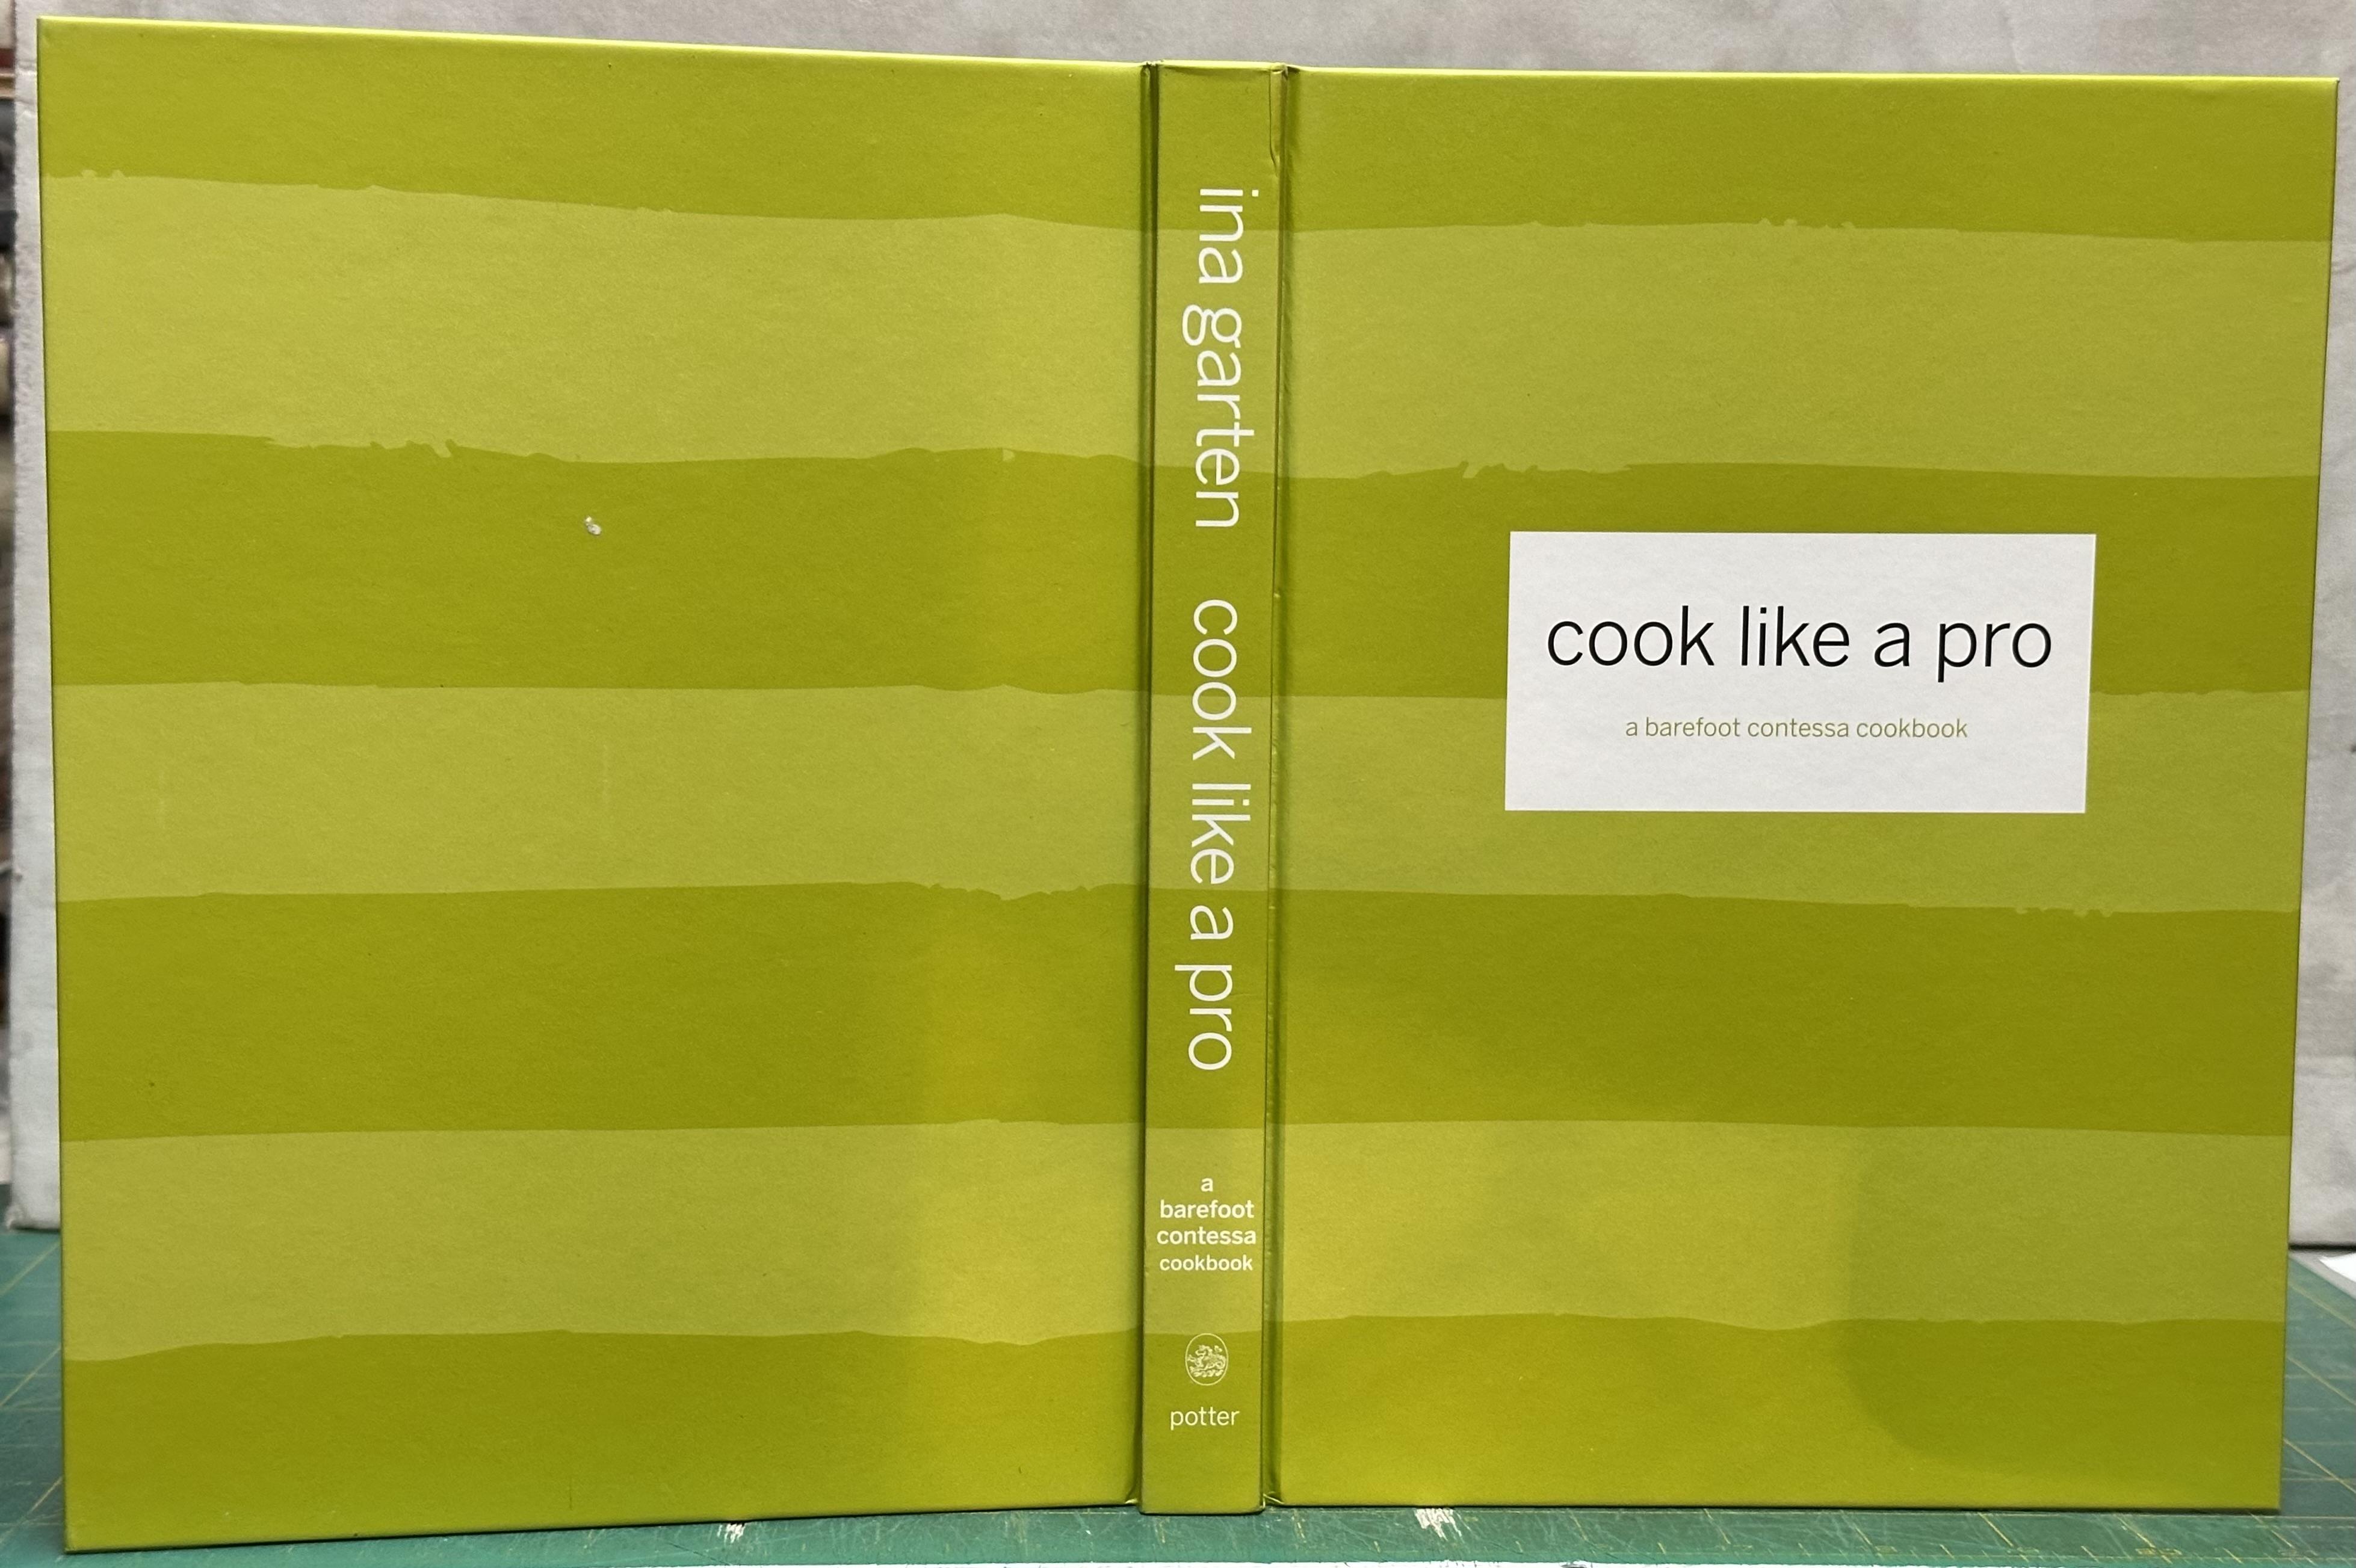 ina garten cook like a pro
a
barefoot
contessa
cookbook
potter
cook like a pro
a barefoot contessa cookbook